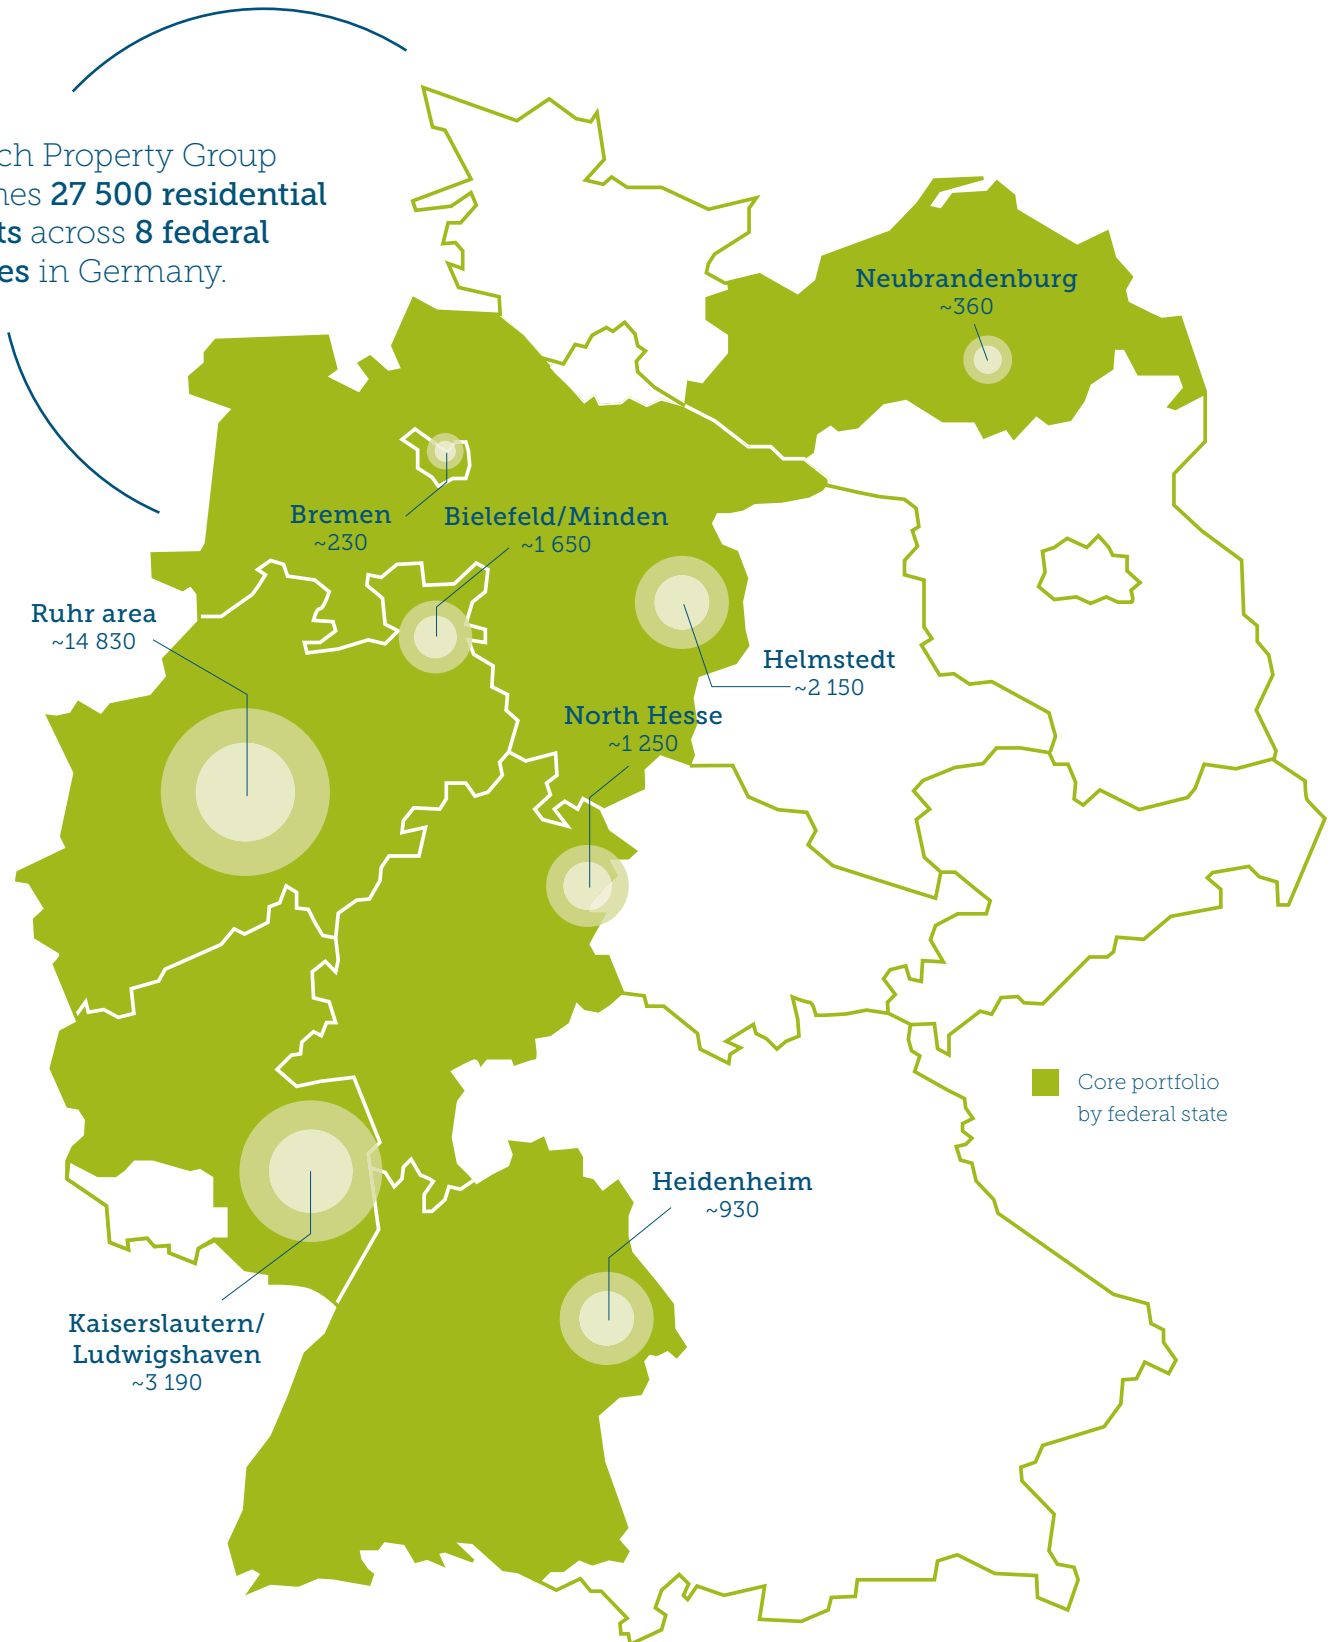 ch Property Group
nes 27 500 residential
ts across 8 federal
es in Germany.
Neubrandenburg
~360
Bremen
~230
Bielefeld/Minden
~1 650
Ruhr area
~14 830
Helmstedt
~2 150
North Hesse
~1 250
Core portfolio
by federal state
Heidenheim
~930
Kaiserslautern/
Ludwigshaven
~3 190